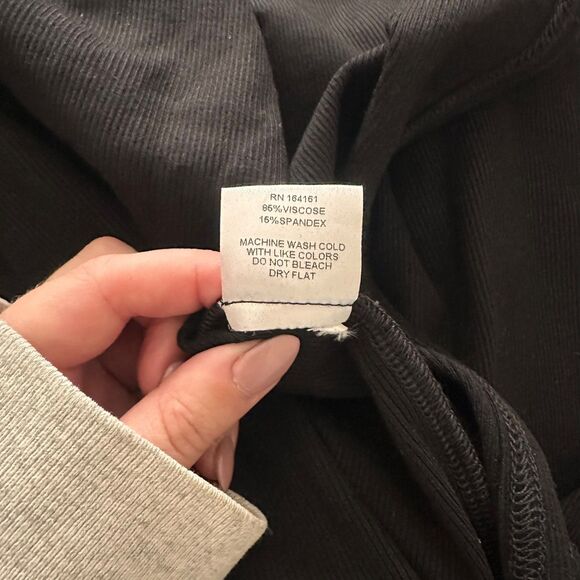 RN 164161
85%VISCOSE
15%SPANDEX
MACHINE WASH COLD
WITH LIKE COLORS
DO NOT BLEACH
DRY FLAT